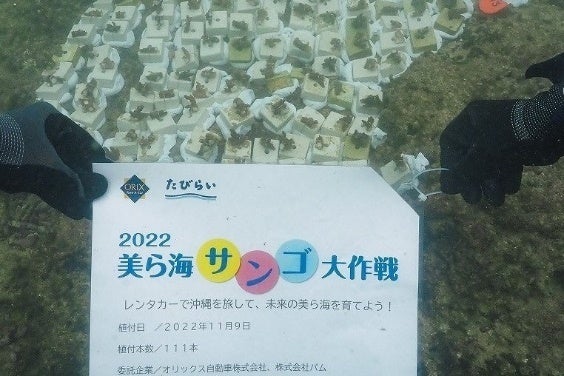 ORIX
たびらい
2022
美ら海サンゴ大作戦
レンタカーで沖縄を旅して、未来の美ら海を育てよう！
植付日　／２０２２年１１月９日
植付本数／１１１本
委託企業／オリックス自動車株式会社、株式会社パム